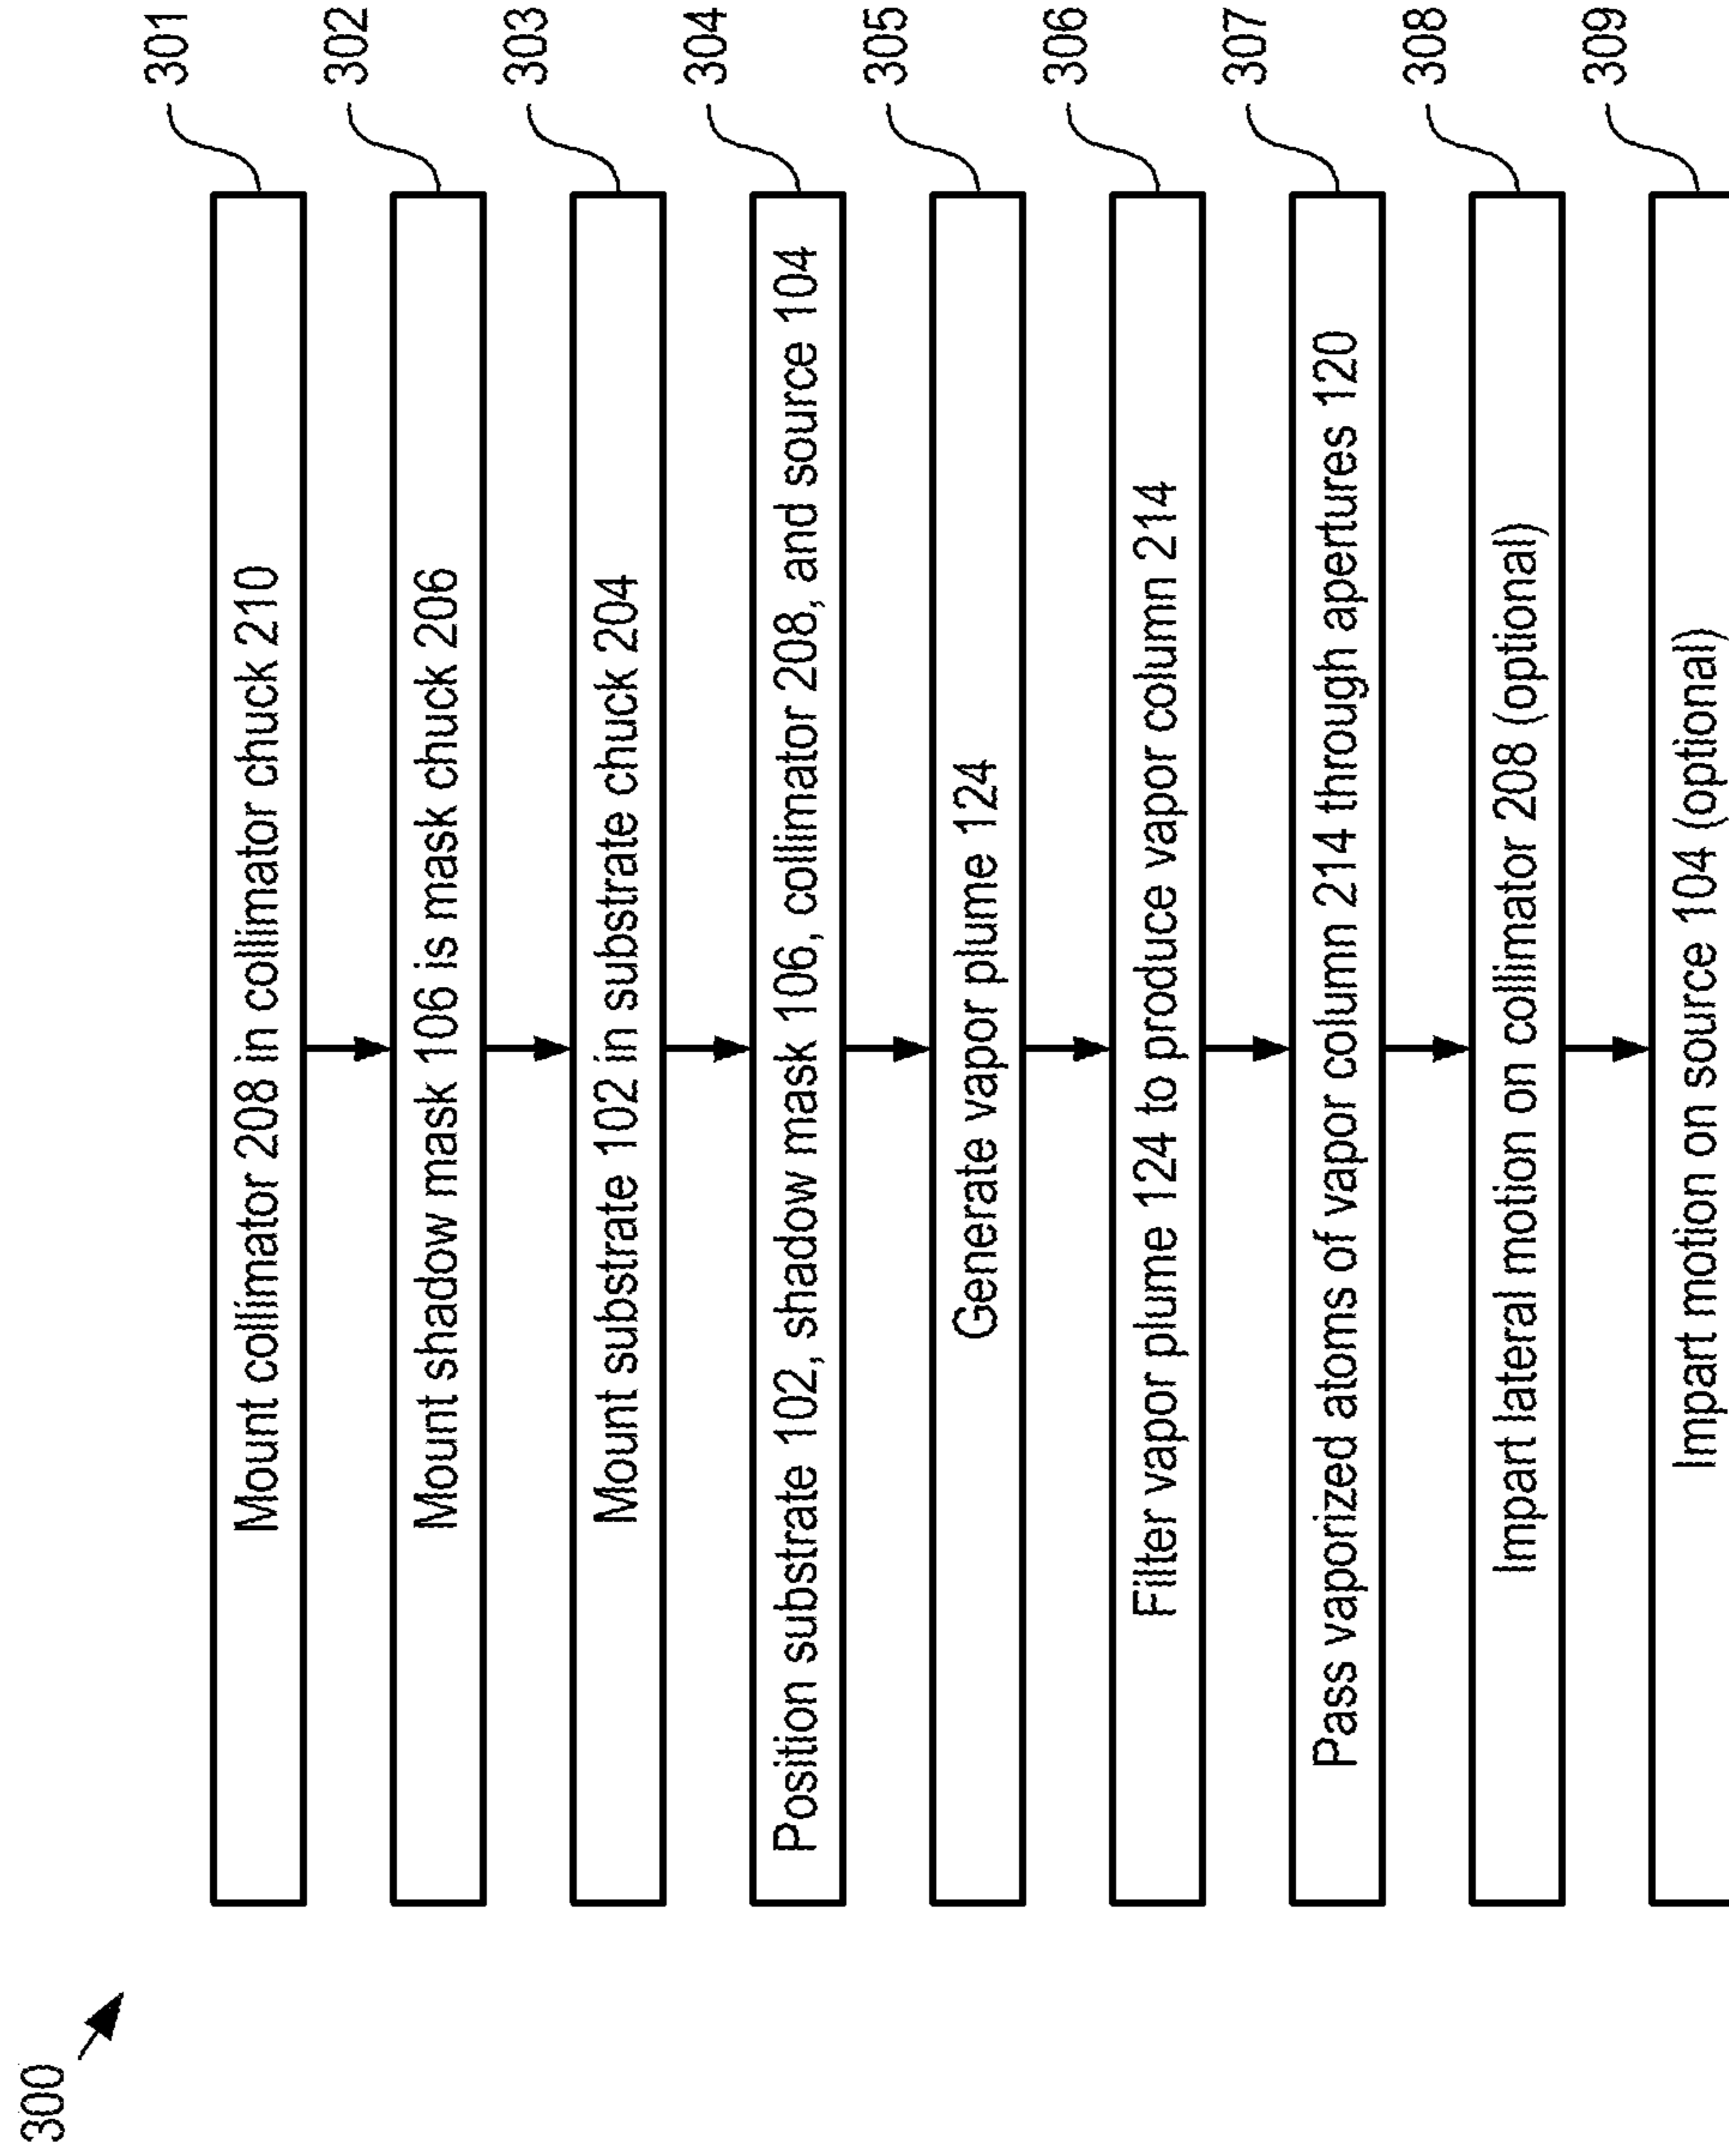 300
Mount collimator 208 in collimator chuck 210
301
Mount shadow mask 106 is mask chuck 206
302
Mount substrate 102 in substrate chuck 204
303
Position substrate 102, shadow mask 106, collimator 208, and source 104
304
Generate vapor plume 124
305
Filter vapor plume 124 to produce vapor column 214
306
Pass vaporized atoms of vapor column 214 through apertures 120
307
Impart lateral motion on collimator 208 (optional)
308
Impart motion on source 104 (optional)
309